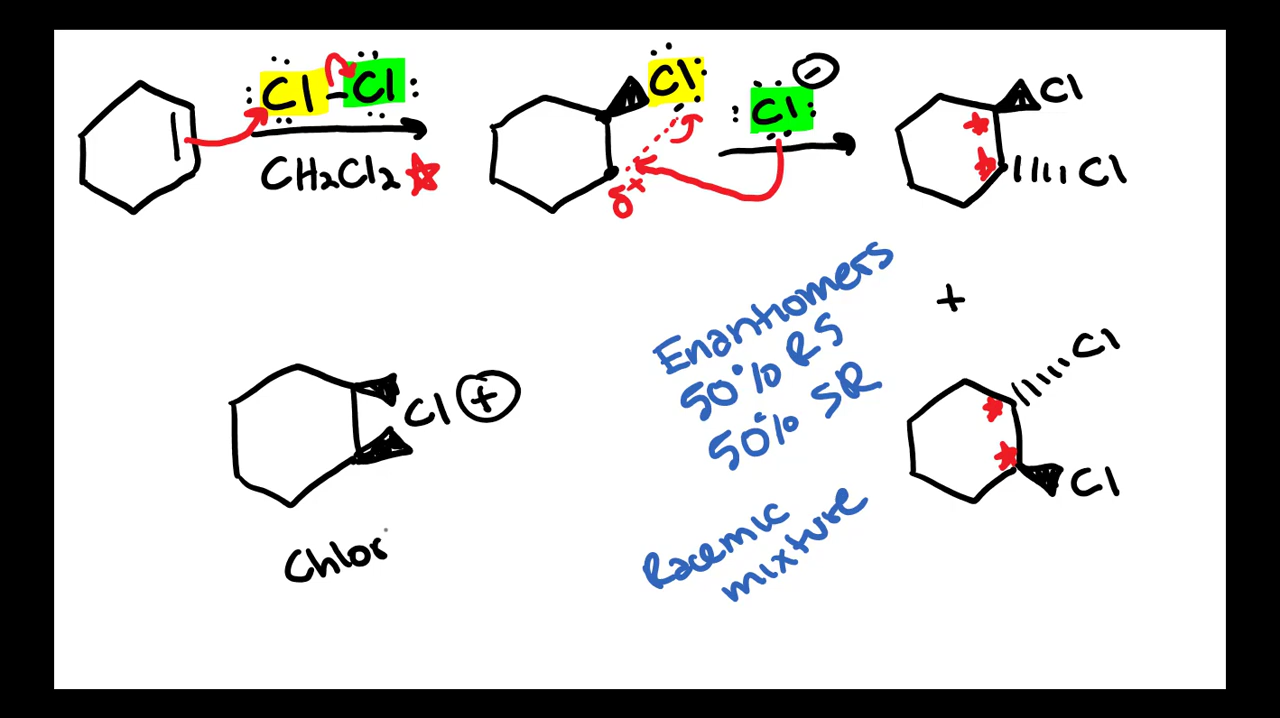 Cl-Cl
CH2Cl2
Cl
δ+
Cl
-
Cl
Cl
+
Cl
Cl
Enantiomers
50% RS
50% SR
Racemic
mixture
Cl +
Chlor